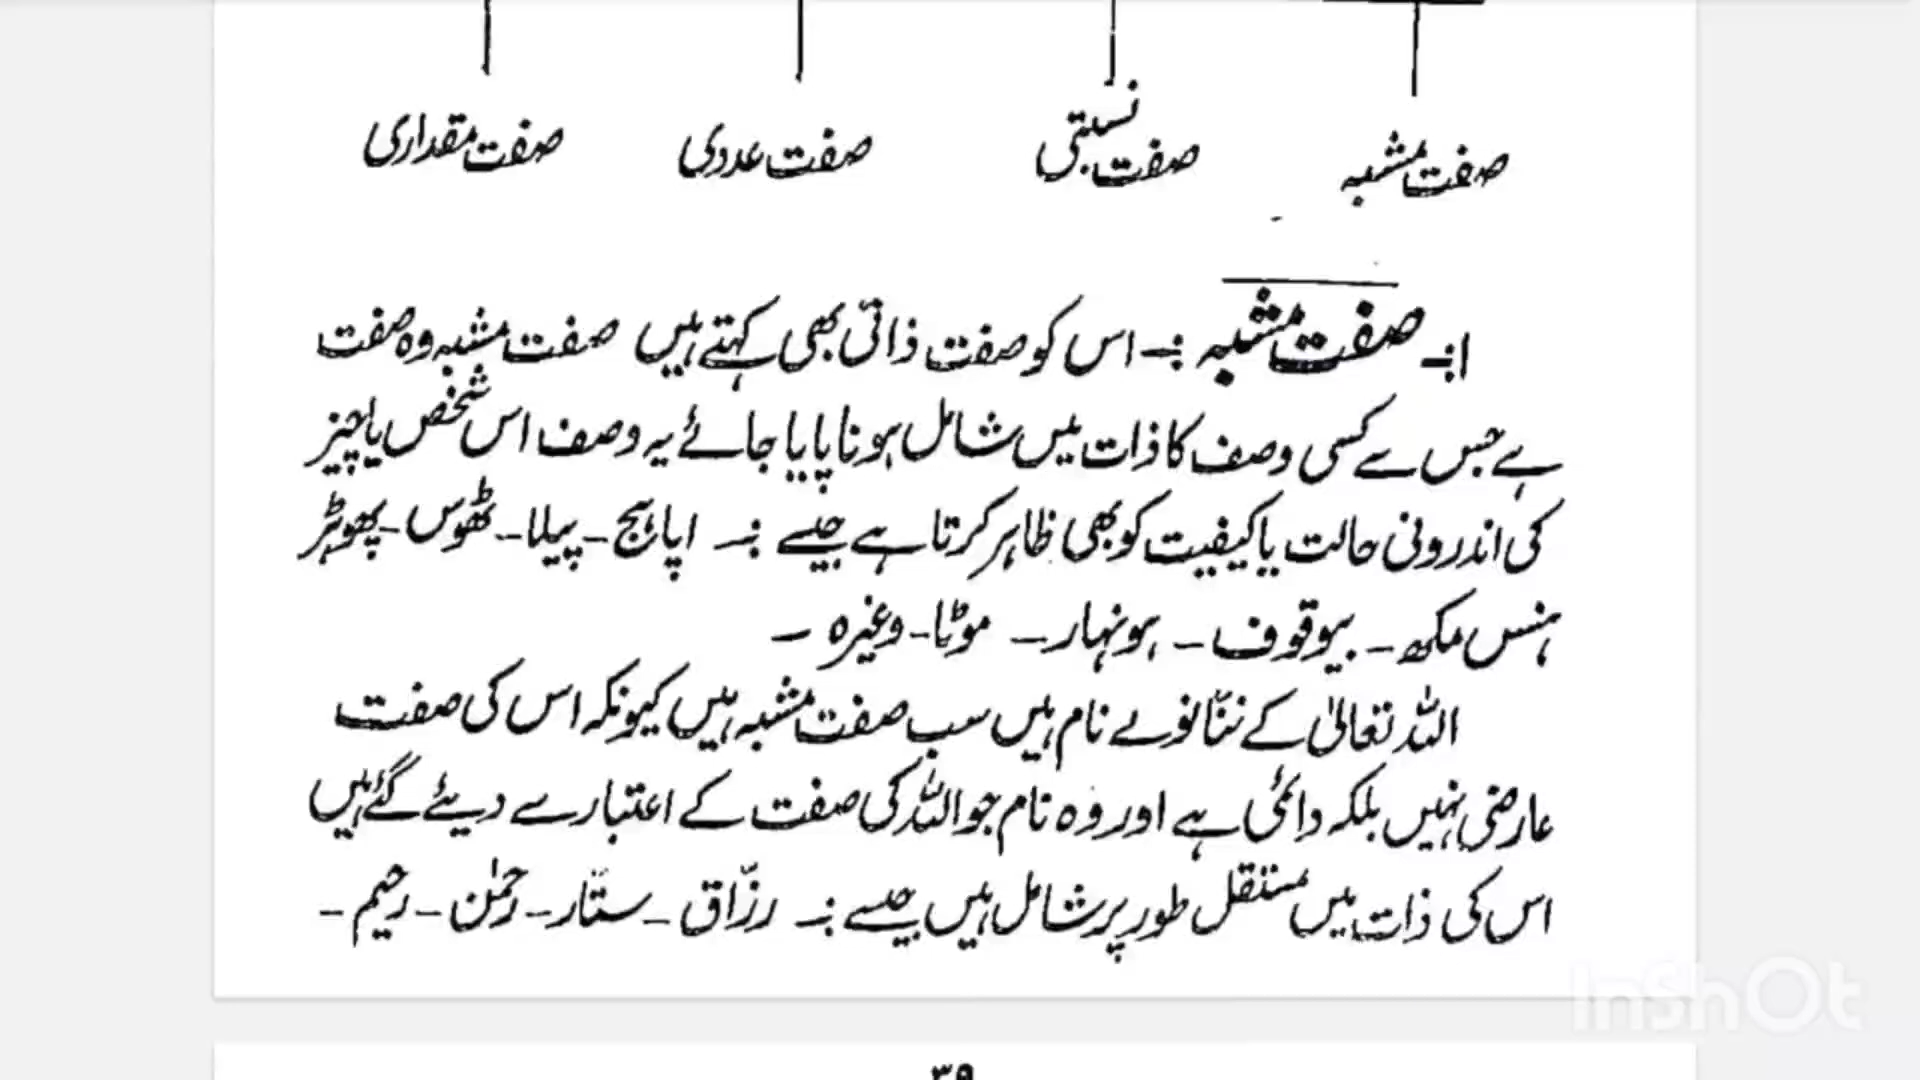 صفت مشبہ صفت نسبتی صفت عددی صفت مقداری
۱:۔ صفت مشبہ :۔ اس کو صفت ذاتی بھی کہتے ہیں صفت مشبہ وہ صفت
ہے جس سے کسی وصف کا ذات میں شامل ہونا پایا جائے یہ وصف اس شخص یا چیز
کی اندرونی حالت یا کیفیت کو بھی ظاہر کرتا ہے جیسے :۔ اپاہج ۔ پیلا ۔ ٹھوس ۔ پھوہڑ
ہنس مکھ ۔ بیوقوف ۔ ہونہار ۔ موٹا ۔ وغیرہ ۔
اللہ تعالیٰ کے ننّانوے نام ہیں سب صفت مشبہ ہیں کیونکہ اس کی صفت
عارضی نہیں بلکہ دائمی ہے اور وہ نام جو اللہ کی صفت کے اعتبار سے دیئے گئے ہیں
اس کی ذات میں مستقل طور پر شامل ہیں جیسے :۔ رزّاق ۔ ستّار ۔ رحمٰن ۔ رحیم ۔
InShOt
۳۹